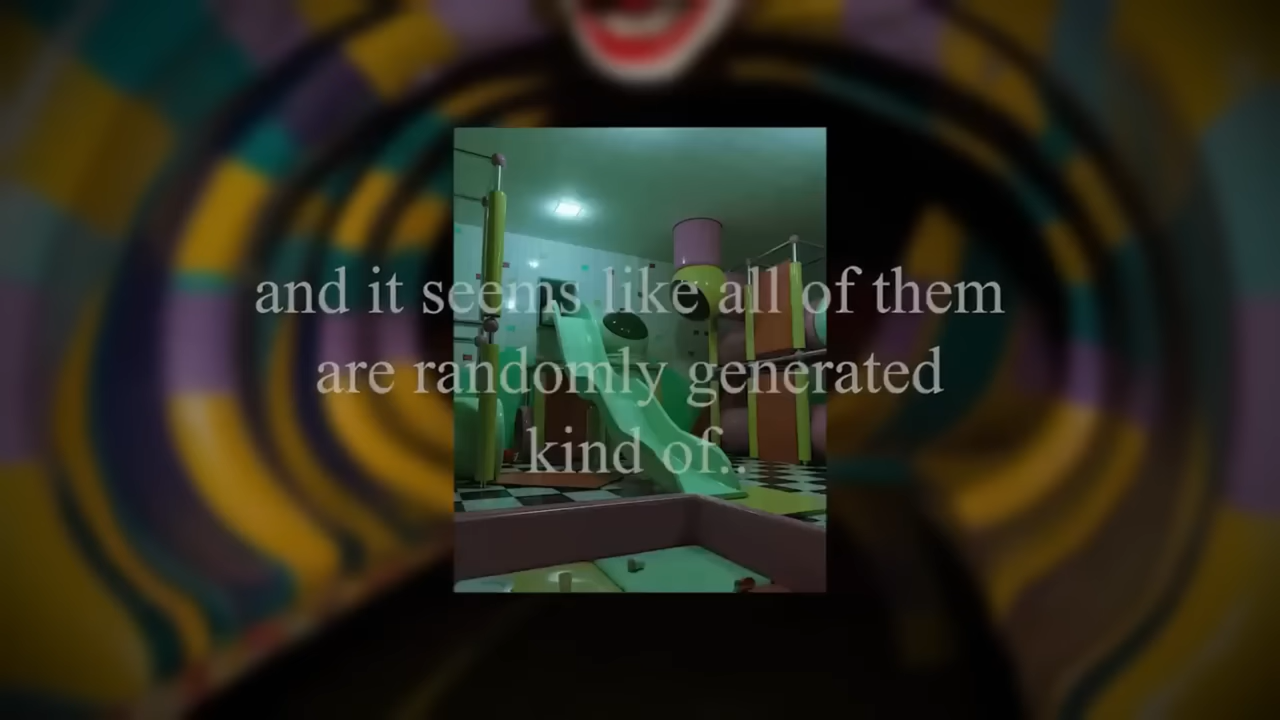 and it seems like all of them
are randomly generated
kind of..